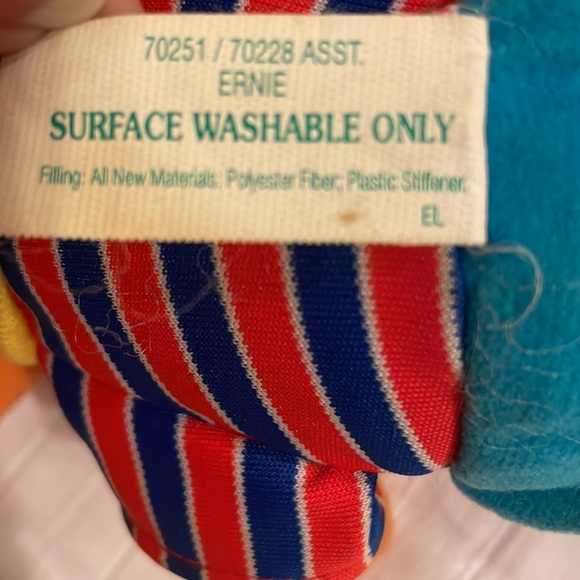 70251 / 70228 ASST.
ERNIE
SURFACE WASHABLE ONLY
Filling: All New Materials: Polyester Fiber; Plastic Stiffener.
EL